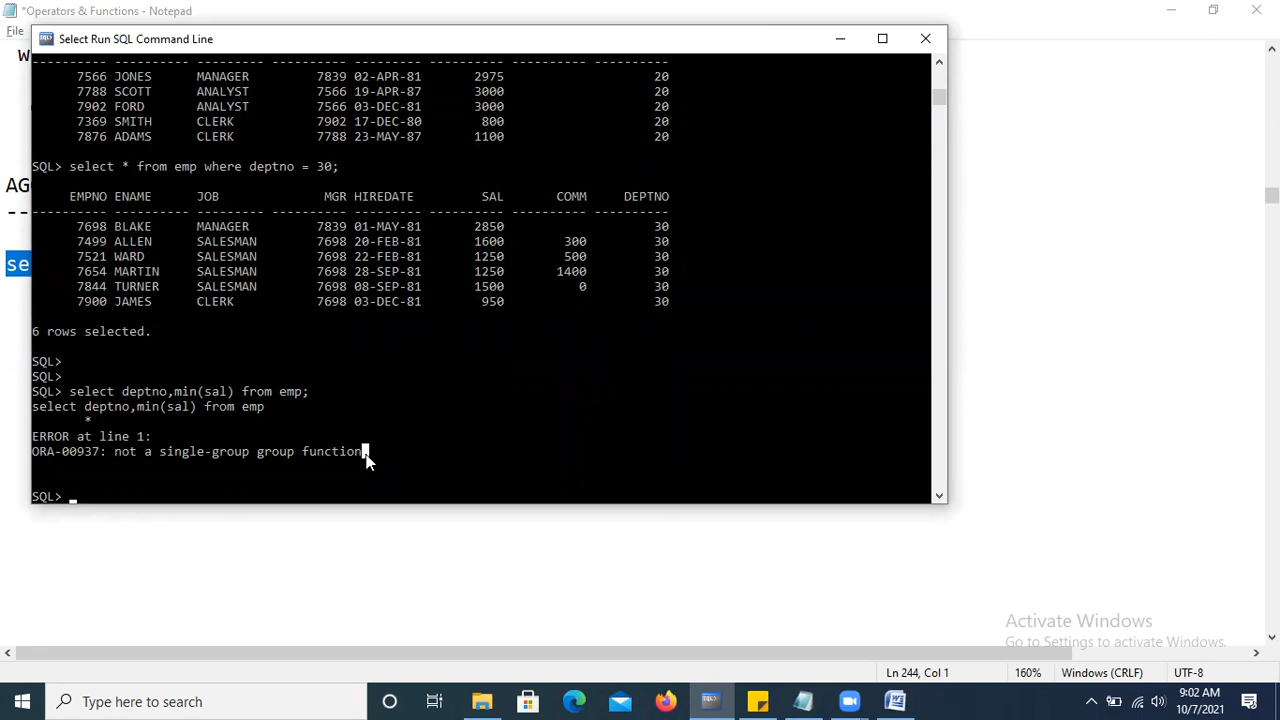 *Operators & Functions - Notepad
File
W
Select Run SQL Command Line
---------- ---------- --------- ---------- --------- ---------- ---------- ----------
7566 JONES MANAGER 7839 02-APR-81 2975 20
7788 SCOTT ANALYST 7566 19-APR-87 3000 20
7902 FORD ANALYST 7566 03-DEC-81 3000 20
7369 SMITH CLERK 7902 17-DEC-80 800 20
7876 ADAMS CLERK 7788 23-MAY-87 1100 20
SQL> select * from emp where deptno = 30;
AG
EMPNO ENAME JOB MGR HIREDATE SAL COMM DEPTNO
--
---------- ---------- --------- ---------- --------- ---------- ---------- ----------
7698 BLAKE MANAGER 7839 01-MAY-81 2850 30
7499 ALLEN SALESMAN 7698 20-FEB-81 1600 300 30
7521 WARD SALESMAN 7698 22-FEB-81 1250 500 30
se
7654 MARTIN SALESMAN 7698 28-SEP-81 1250 1400 30
7844 TURNER SALESMAN 7698 08-SEP-81 1500 0 30
7900 JAMES CLERK 7698 03-DEC-81 950 30
6 rows selected.
SQL>
SQL>
SQL> select deptno,min(sal) from emp;
select deptno,min(sal) from emp
*
ERROR at line 1:
ORA-00937: not a single-group group function
SQL>
Activate Windows
Go to Settings to activate Windows.
Ln 244, Col 1 160% Windows (CRLF) UTF-8
Type here to search
9:02 AM
10/7/2021